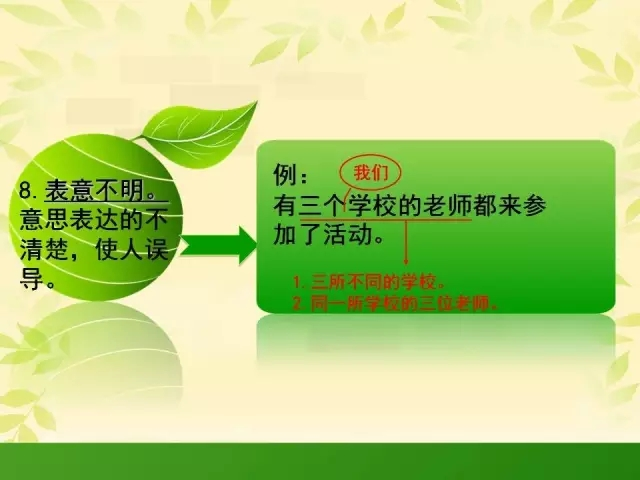 8.表意不明。
意思表达的不
清楚，使人误
导。
例：
我们
有三个学校的老师都来参
加了活动。
1.三所不同的学校。
2.同一所学校的三位老师。